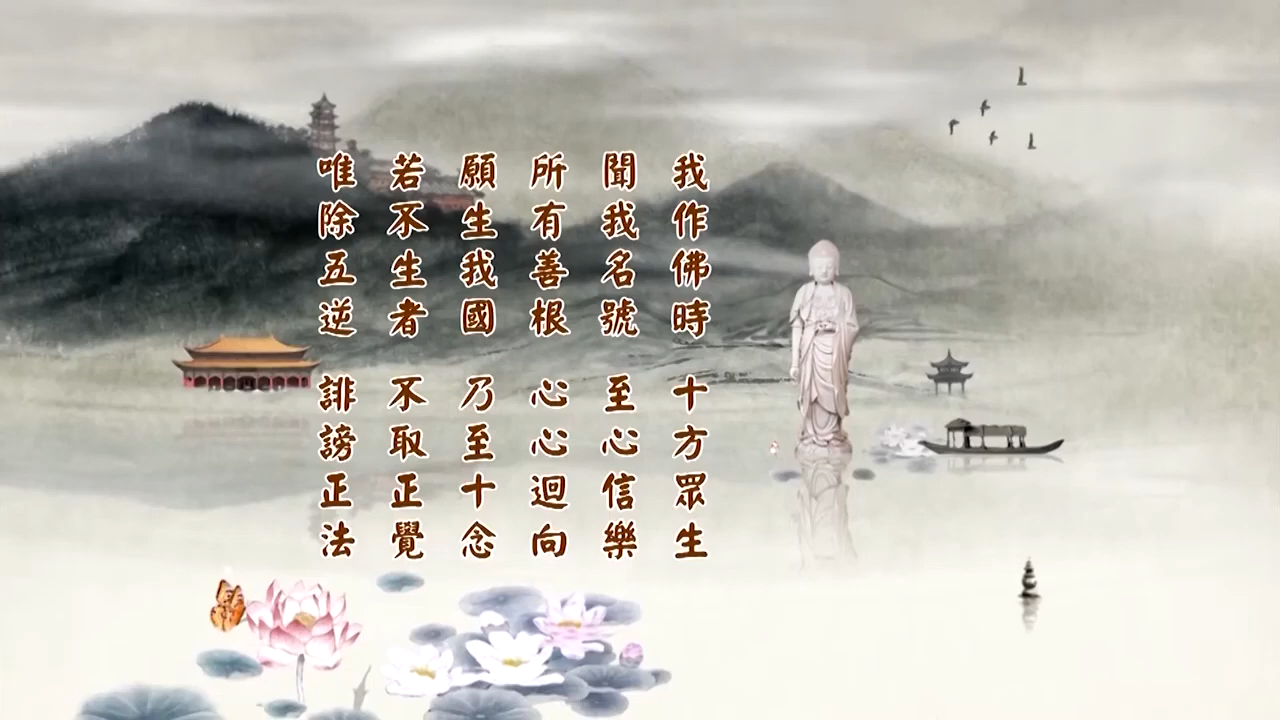 我作佛時 十方眾生
聞我名號 至心信樂
所有善根 心心迴向
願生我國 乃至十念
若不生者 不取正覺
唯除五逆 誹謗正法